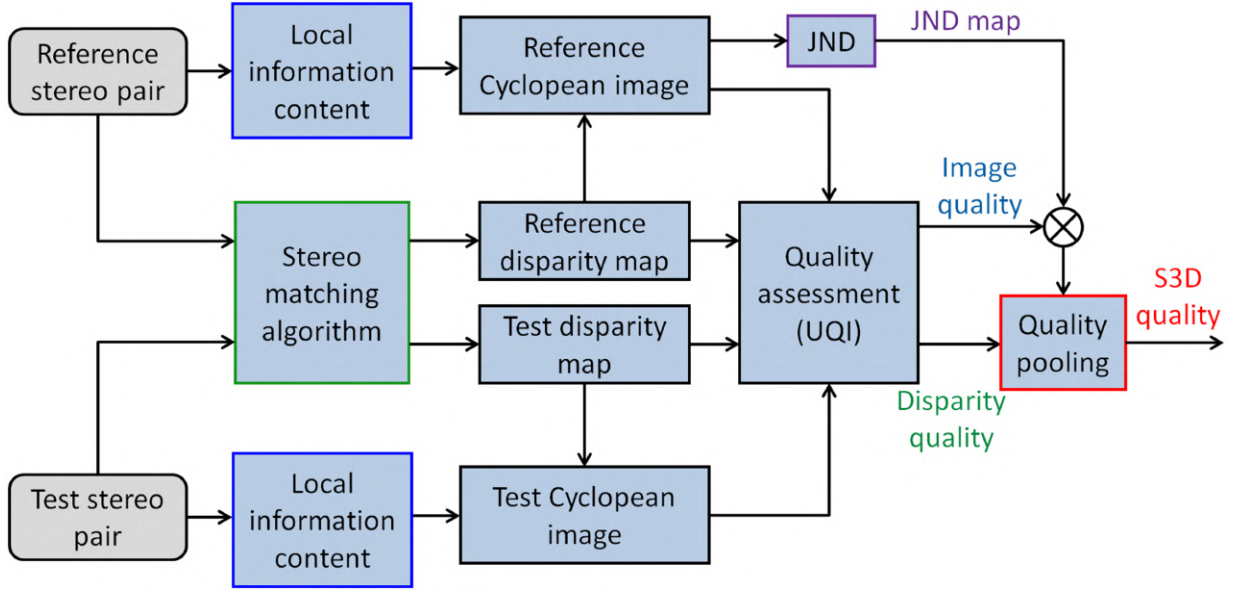 Reference
stereo pair
Local
information
content
Reference
Cyclopean image
JND
JND map
Stereo
matching
algorithm
Reference
disparity map
Test disparity
map
Quality
assessment
(UQI)
Image
quality
Disparity
quality
Quality
pooling
S3D
quality
Test stereo
pair
Local
information
content
Test Cyclopean
image